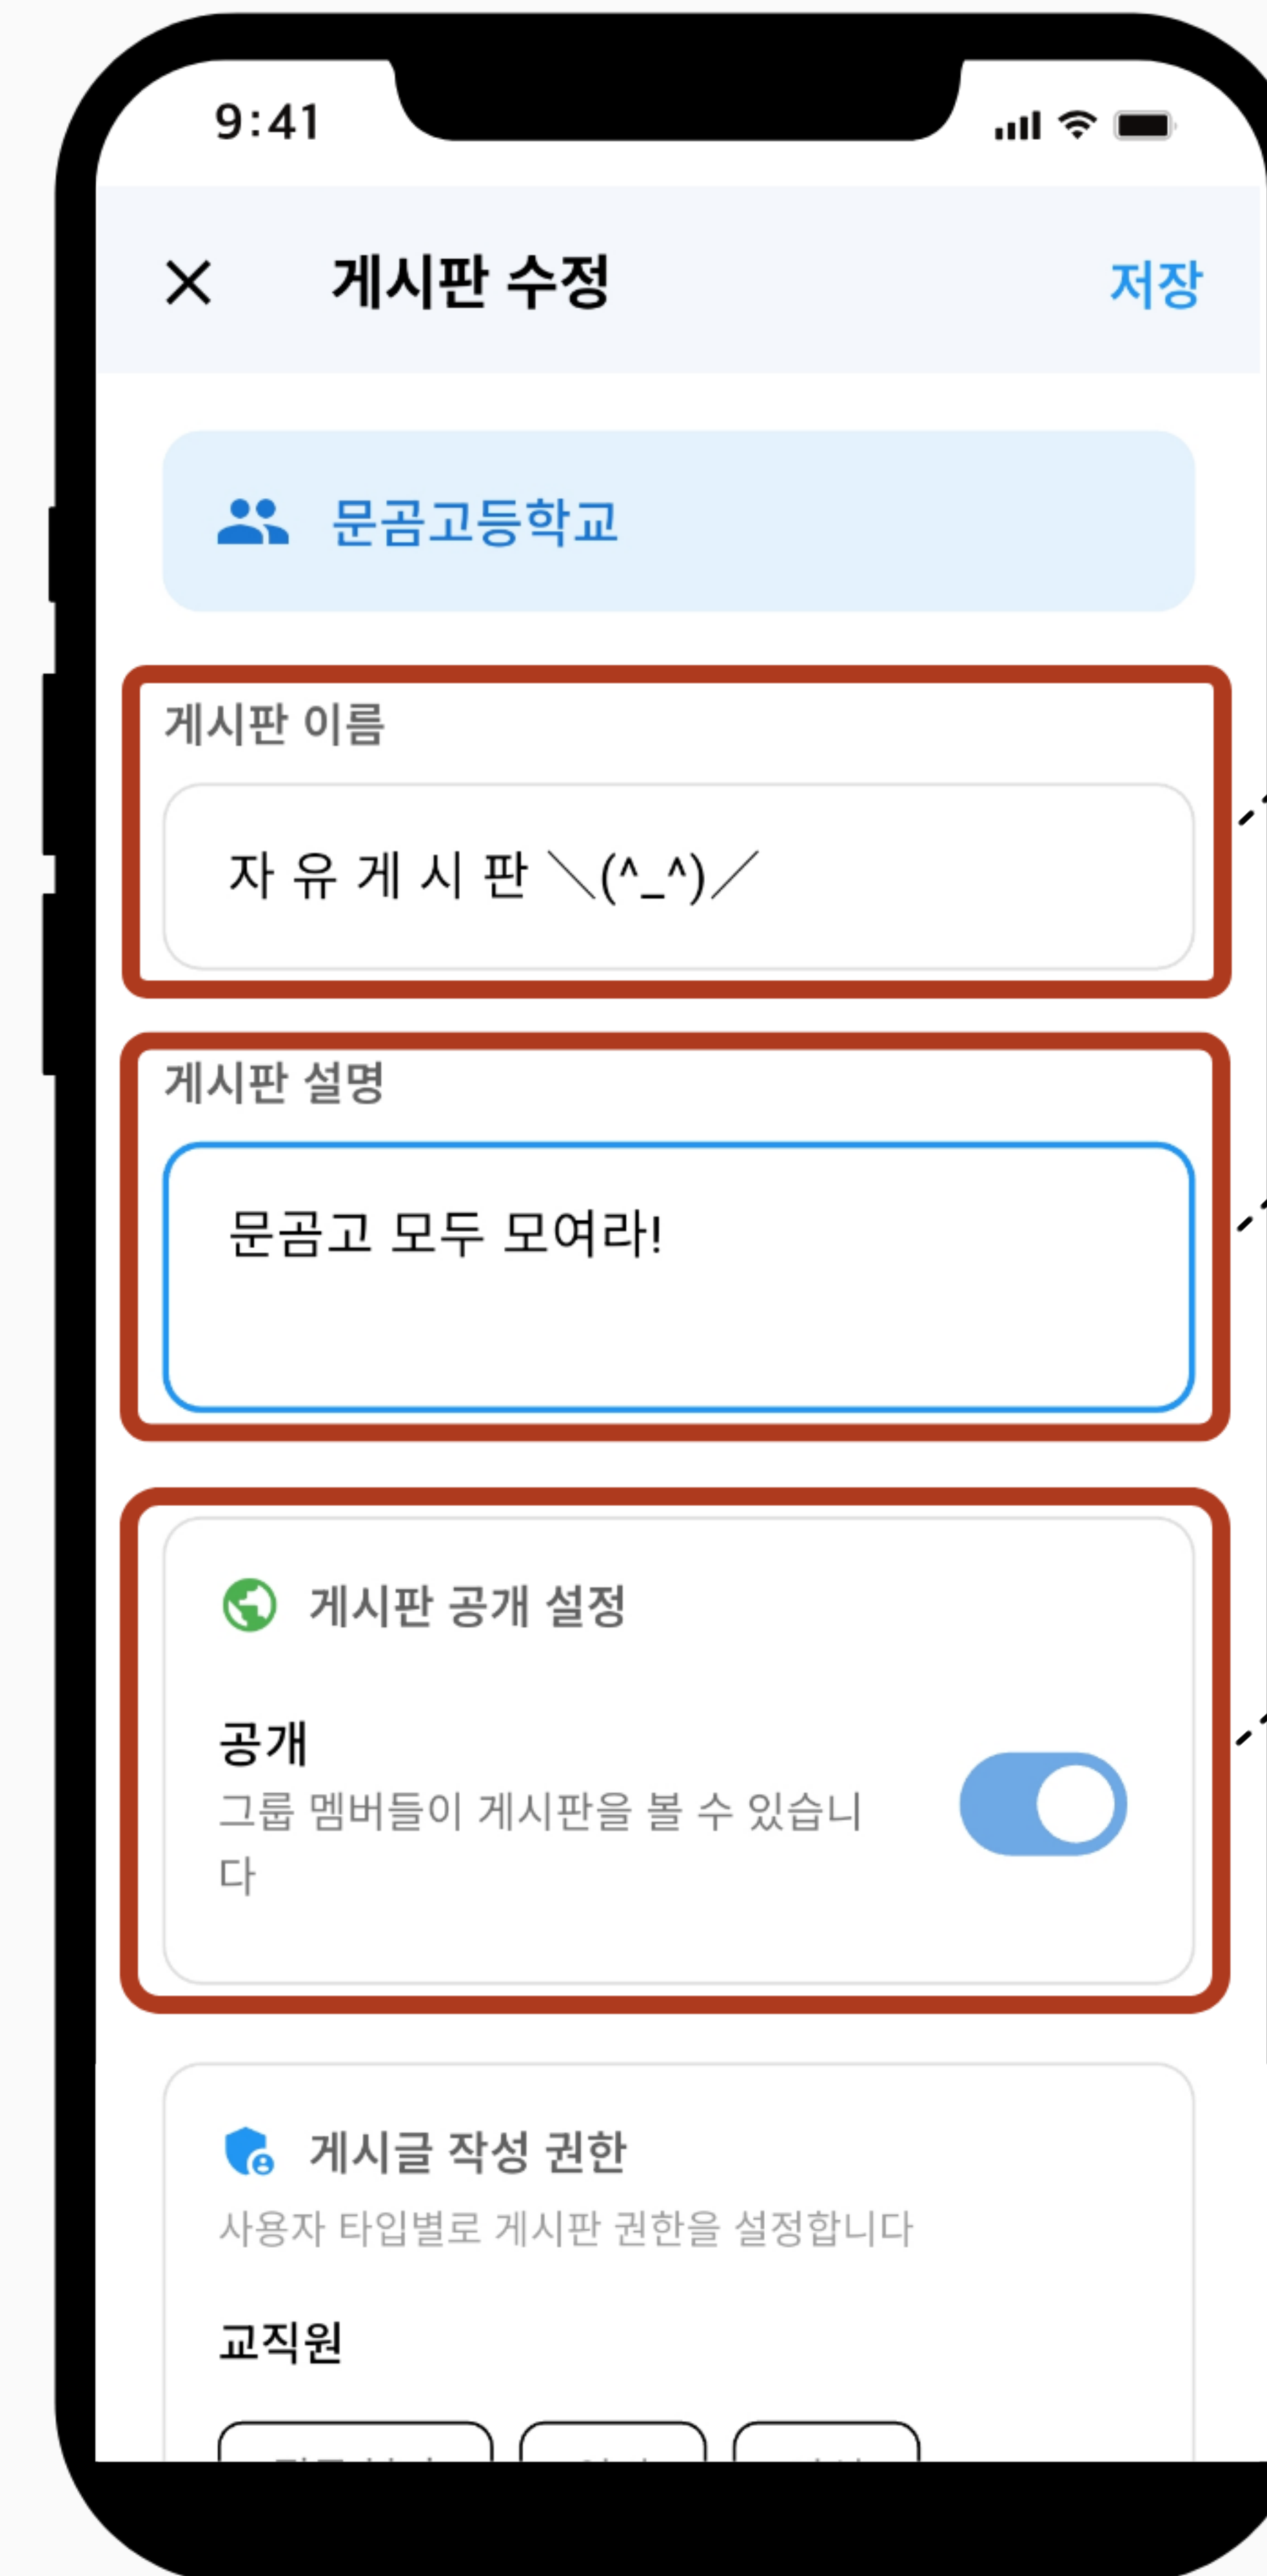 9:41
게시판 수정
저장
문곰고등학교
게시판 이름
자 유 게 시 판 ＼(^_^)／
게시판 설명
문곰고 모두 모여라!
게시판 공개 설정
공개
그룹 멤버들이 게시판을 볼 수 있습니
다
게시글 작성 권한
사용자 타입별로 게시판 권한을 설정합니다
교직원